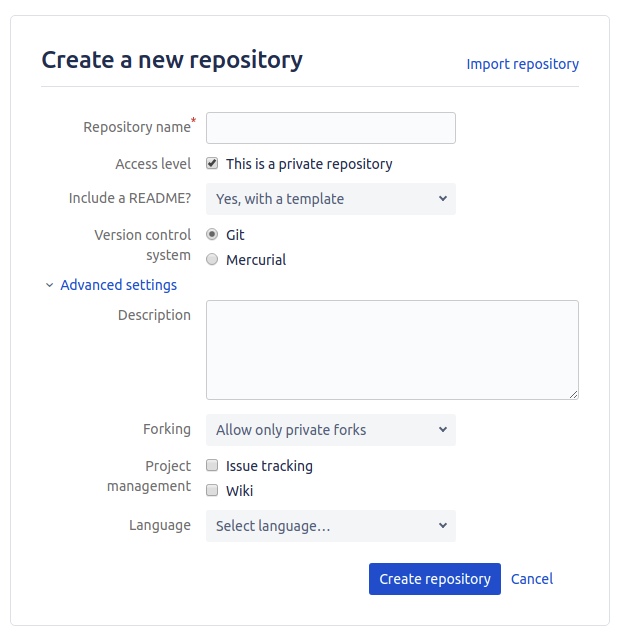 Create a new repository
Import repository
Repository name*
Access level
This is a private repository
Include a README?
Yes, with a template
Version control
system
Git
Mercurial
Advanced settings
Description
Forking
Allow only private forks
Project
management
Issue tracking
Wiki
Language
Select language...
Create repository
Cancel